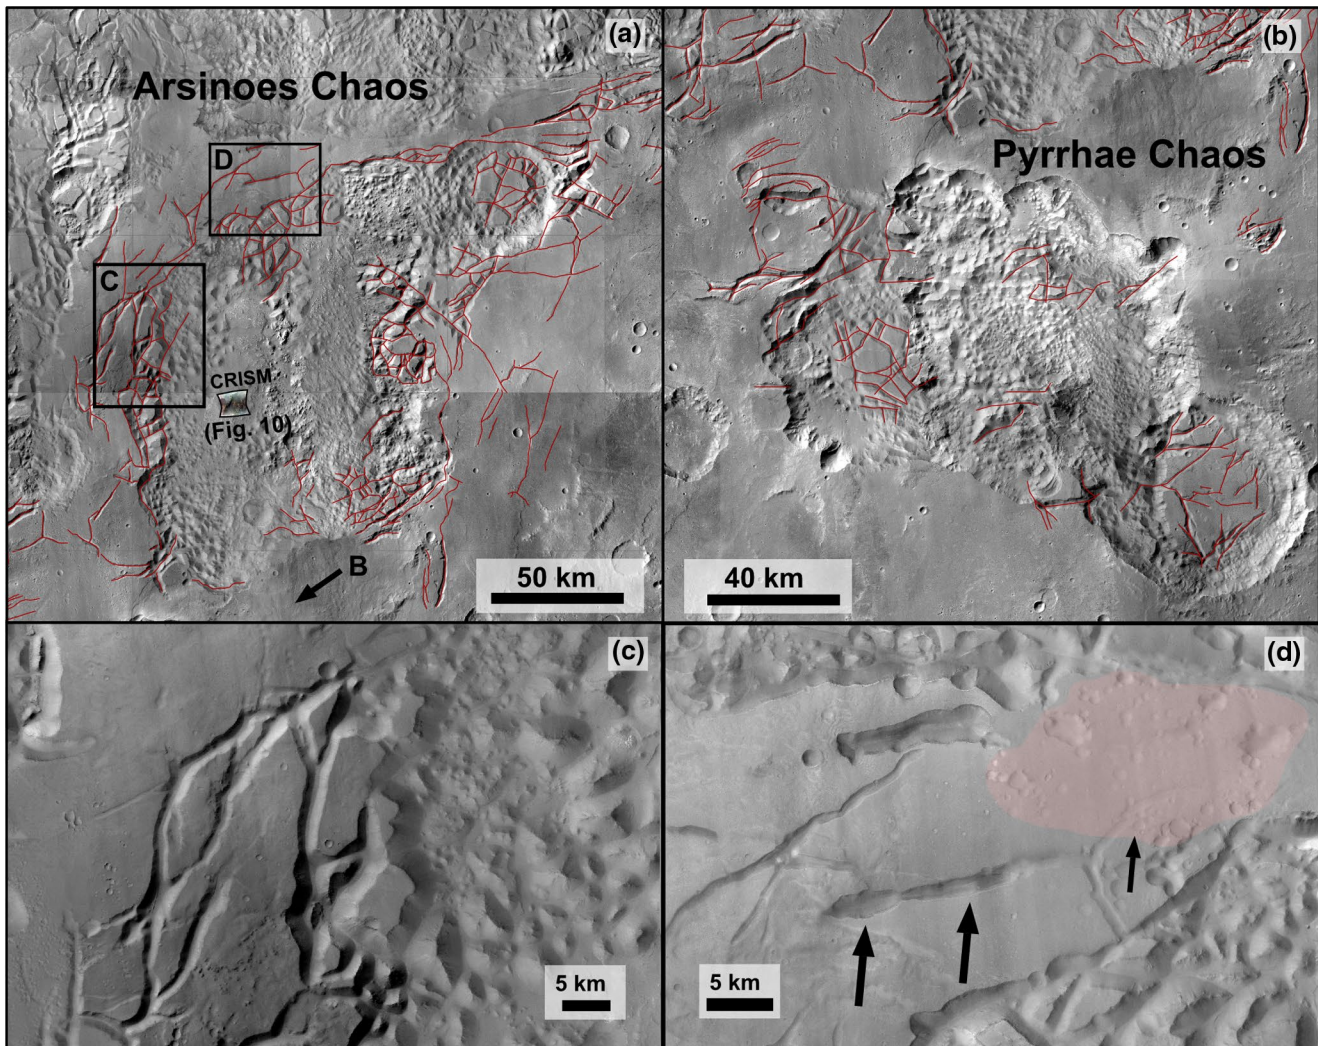 (a)
Arsinoes Chaos
D
C
CRISM
(Fig. 10)
B
50 km
(b)
Pyrrhae Chaos
40 km
(c)
5 km
(d)
5 km